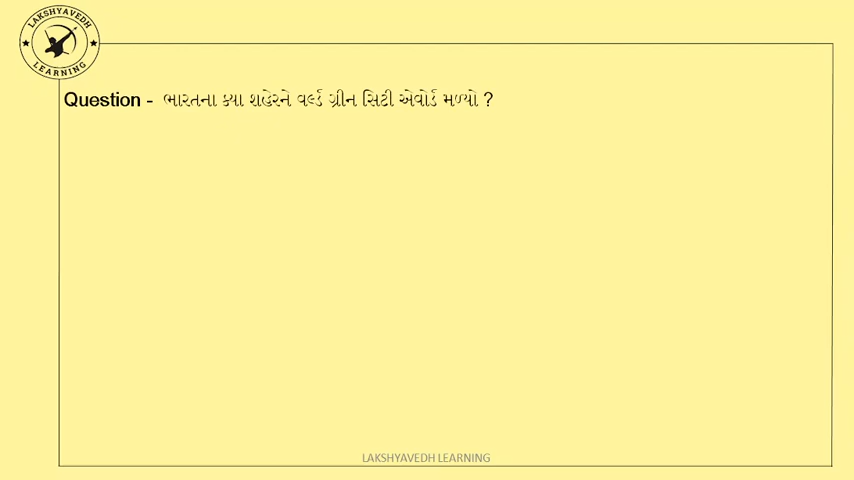 LAKSHYAVEDH
LEARNING
Question - ભારતના ક્યા શહેરને વર્લ્ડ ગ્રીન સિટી એવોર્ડ મળ્યો ?
LAKSHYAVEDH LEARNING